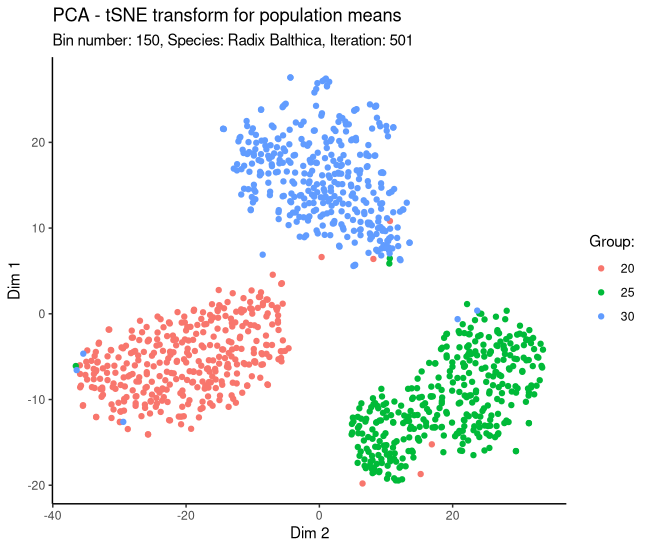 PCA - tSNE transform for population means
Bin number: 150, Species: Radix Balthica, Iteration: 501
20
10
0
-10
-20
Dim 1
-40
-20
0
20
Dim 2
Group:
20
25
30